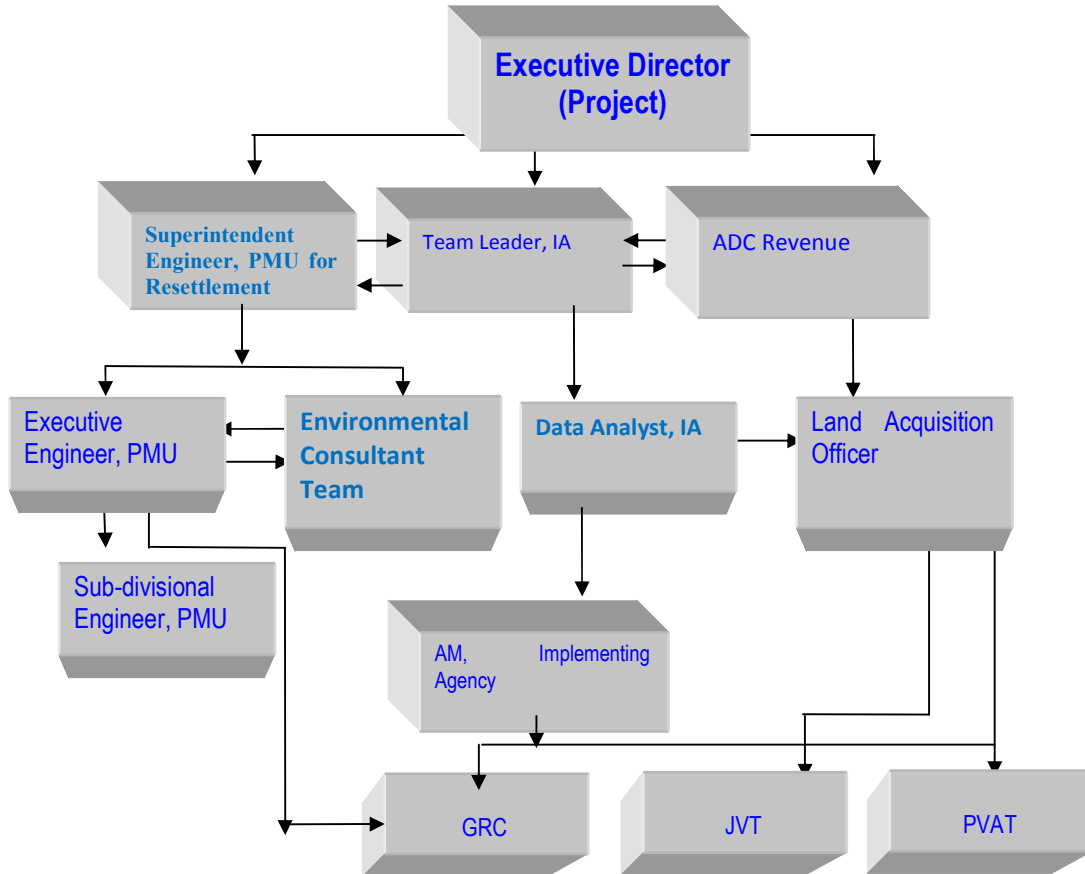 Executive Director
(Project)
Superintendent
Engineer, PMU for
Resettlement
Team Leader, IA
ADC Revenue
Executive
Engineer, PMU
Environmental
Consultant
Team
Data Analyst, IA
Land Acquisition
Officer
Sub-divisional
Engineer, PMU
AM, Implementing
Agency
GRC
JVT
PVAT